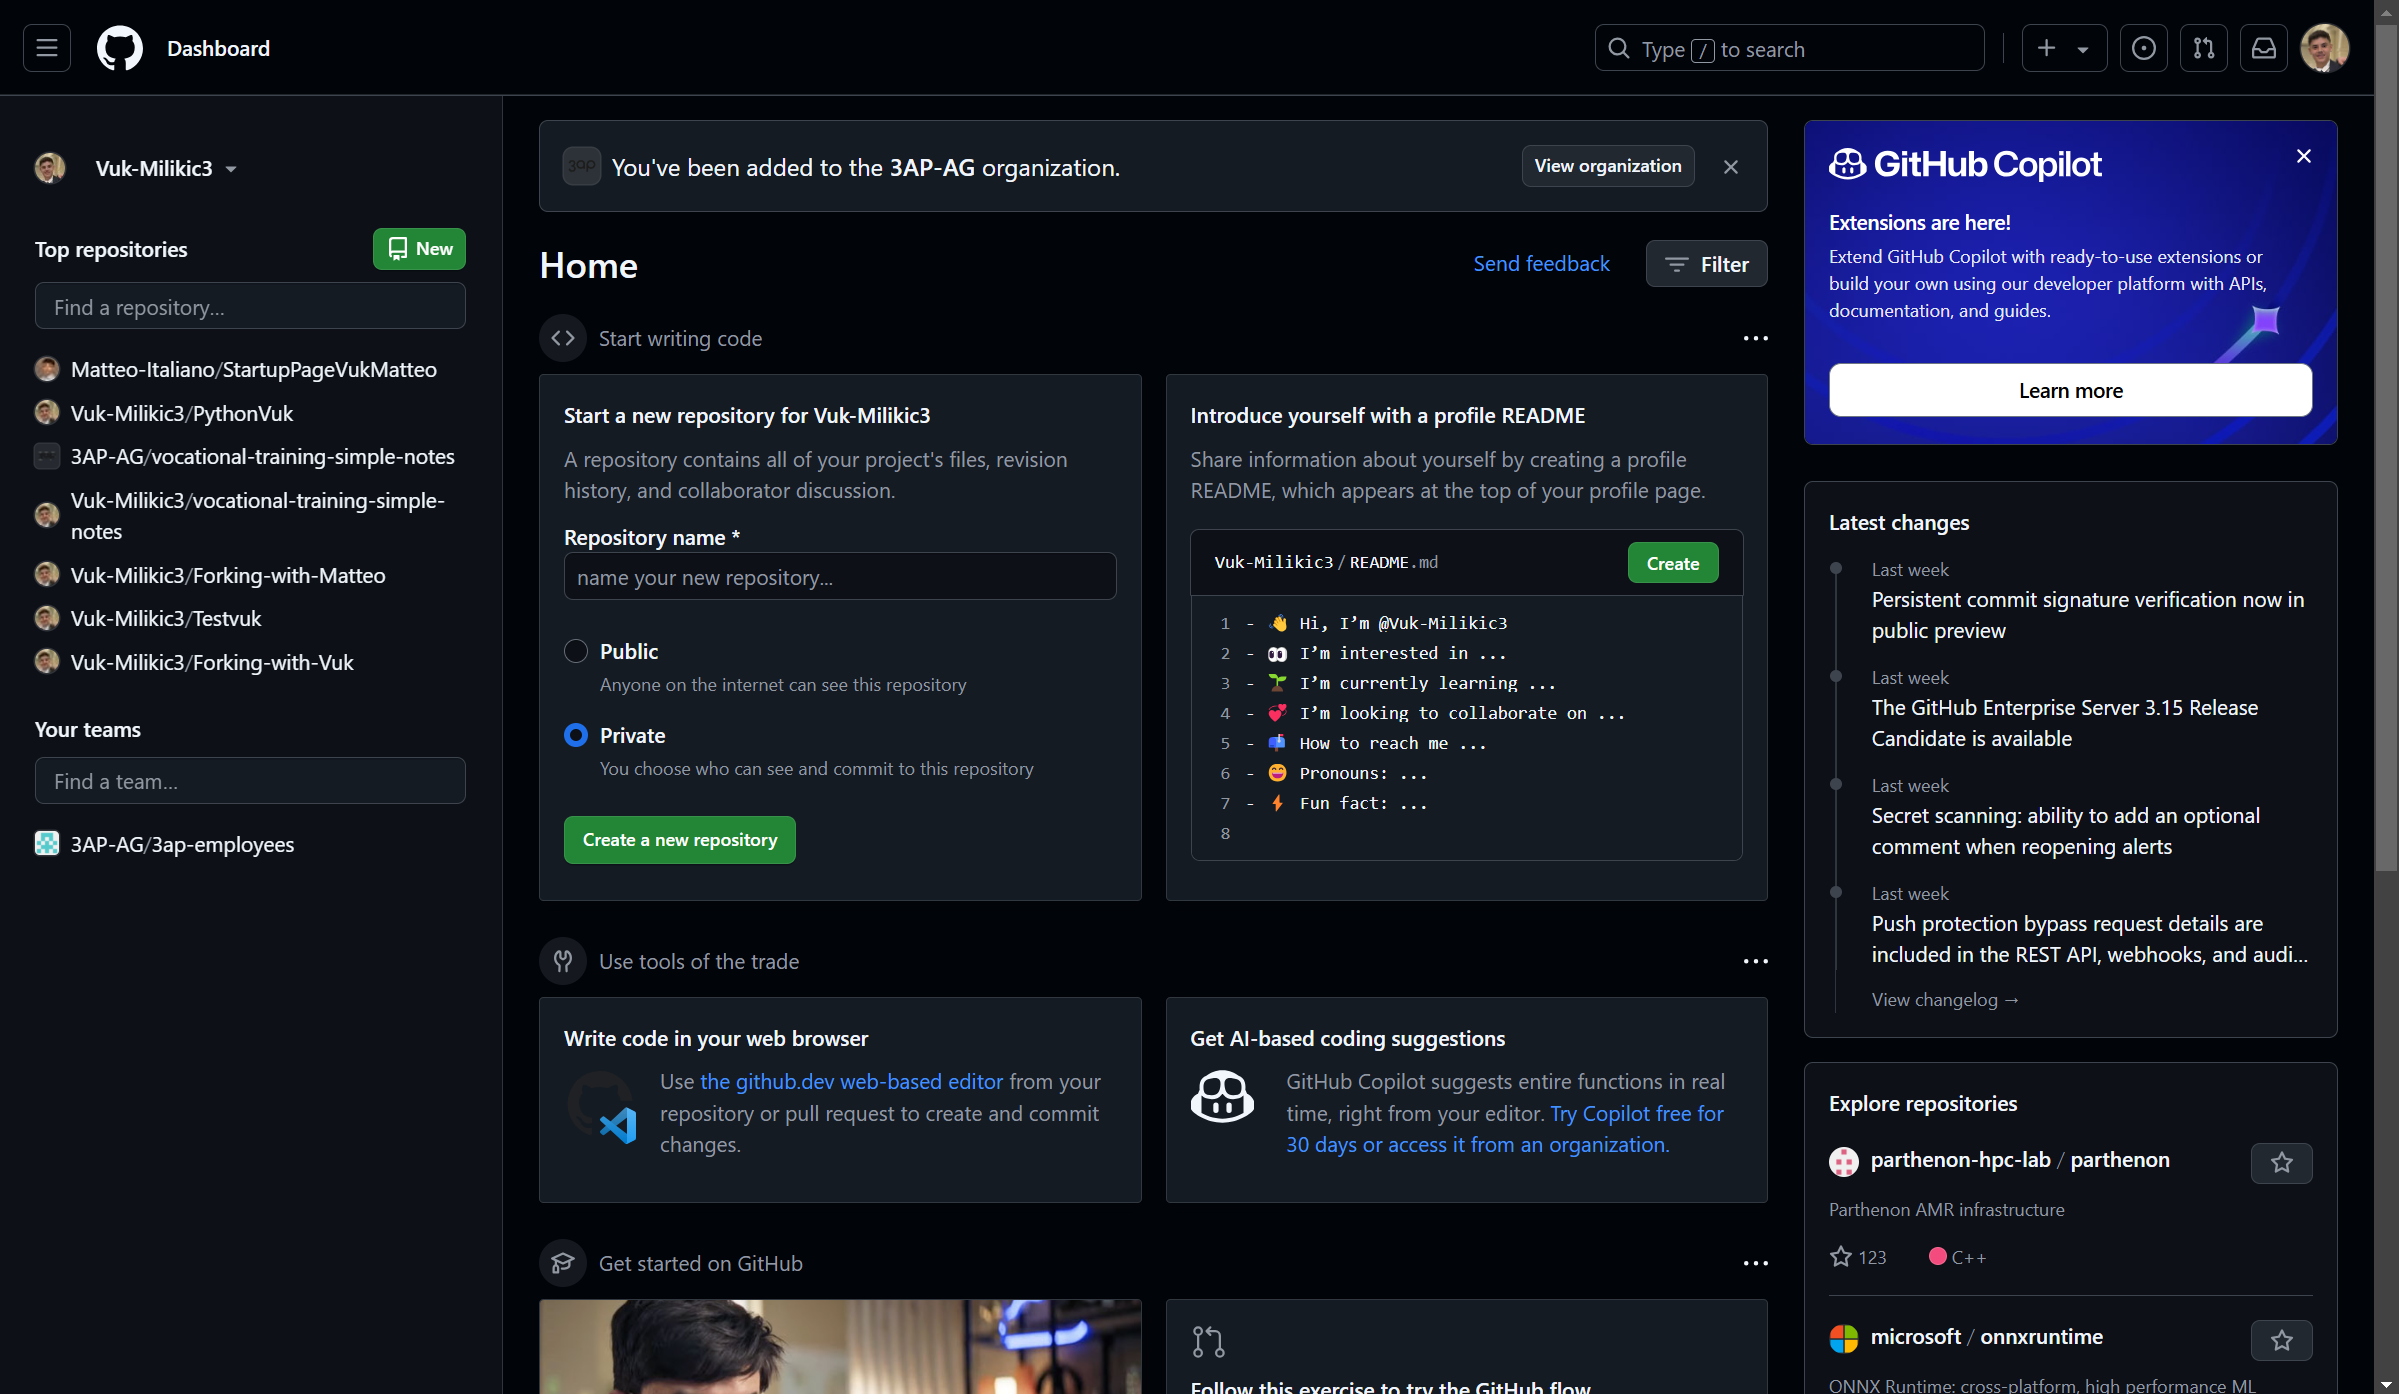 Dashboard
Type / to search
Vuk-Milikic3
Top repositories
New
Find a repository...
Matteo-Italiano/StartupPageVukMatteo
Vuk-Milikic3/PythonVuk
3AP-AG/vocational-training-simple-notes
Vuk-Milikic3/vocational-training-simple-
notes
Vuk-Milikic3/Forking-with-Matteo
Vuk-Milikic3/Testvuk
Vuk-Milikic3/Forking-with-Vuk
Your teams
Find a team...
3AP-AG/3ap-employees
3ap
You've been added to the 3AP-AG organization.
View organization
Home
Send feedback
Filter
Start writing code
Start a new repository for Vuk-Milikic3
A repository contains all of your project's files, revision
history, and collaborator discussion.
Repository name *
name your new repository...
Public
Anyone on the internet can see this repository
Private
You choose who can see and commit to this repository
Create a new repository
Introduce yourself with a profile README
Share information about yourself by creating a profile
README, which appears at the top of your profile page.
Vuk-Milikic3 / README.md
Create
1 - 👋 Hi, I’m @Vuk-Milikic3
2 - 👀 I’m interested in ...
3 - 🌱 I’m currently learning ...
4 - 💞️ I’m looking to collaborate on ...
5 - 📫 How to reach me ...
6 - 😄 Pronouns: ...
7 - ⚡ Fun fact: ...
8
Use tools of the trade
Write code in your web browser
Use the github.dev web-based editor from your
repository or pull request to create and commit
changes.
Get AI-based coding suggestions
GitHub Copilot suggests entire functions in real
time, right from your editor. Try Copilot free for
30 days or access it from an organization.
Get started on GitHub
Follow this exercise to try the GitHub flow
GitHub Copilot
Extensions are here!
Extend GitHub Copilot with ready-to-use extensions or
build your own using our developer platform with APIs,
documentation, and guides.
Learn more
Latest changes
Last week
Persistent commit signature verification now in
public preview
Last week
The GitHub Enterprise Server 3.15 Release
Candidate is available
Last week
Secret scanning: ability to add an optional
comment when reopening alerts
Last week
Push protection bypass request details are
included in the REST API, webhooks, and audi...
View changelog →
Explore repositories
parthenon-hpc-lab / parthenon
Parthenon AMR infrastructure
123
C++
microsoft / onnxruntime
ONNX Runtime: cross-platform, high performance ML